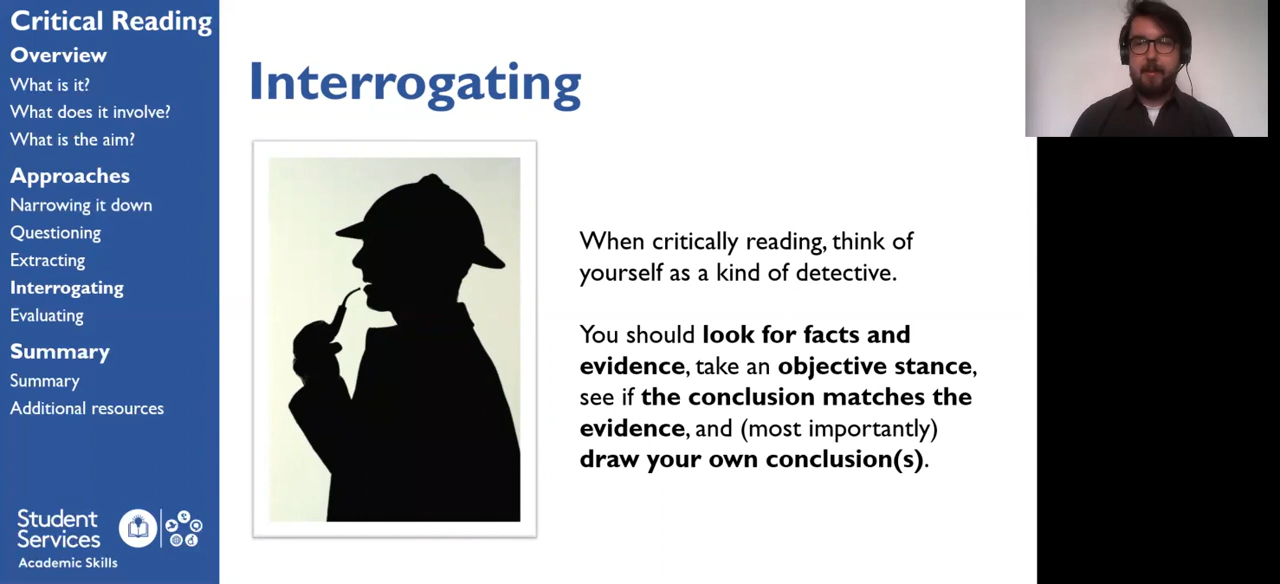 Critical Reading
Overview
What is it?
What does it involve?
What is the aim?
Approaches
Narrowing it down
Questioning
Extracting
Interrogating
Evaluating
Summary
Summary
Additional resources
Student
Services
Academic Skills
Interrogating
When critically reading, think of
yourself as a kind of detective.
You should look for facts and
evidence, take an objective stance,
see if the conclusion matches the
evidence, and (most importantly)
draw your own conclusion(s).